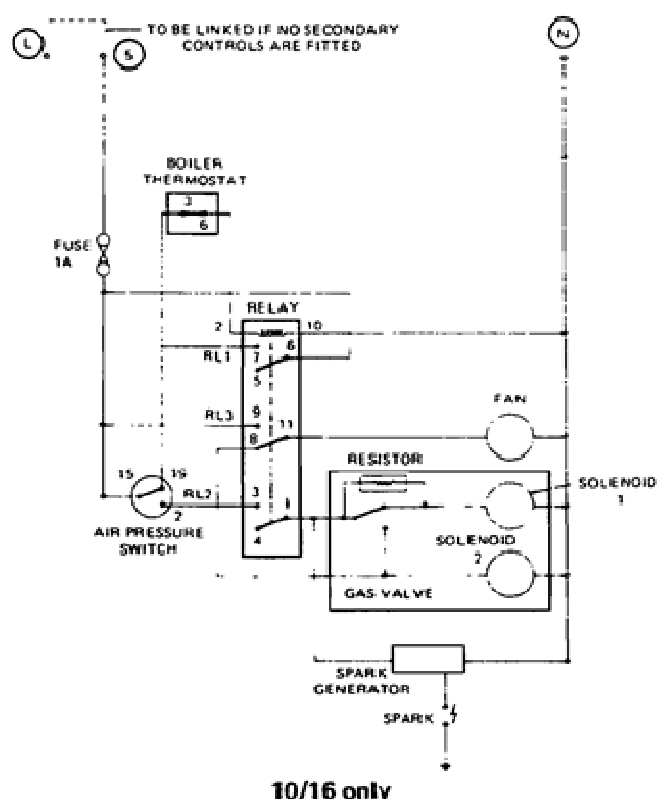 L
TO BE LINKED IF NO SECONDARY
CONTROLS ARE FITTED
S
N
BOILER
THERMOSTAT
3
6
FUSE
1A
RELAY
2
10
RL1
7
6
5
RL3
9
11
8
FAN
RESISTOR
15
19
RL2
3
1
SOLENOID
1
2
4
AIR PRESSURE
SWITCH
SOLENOID
2
GAS-VALVE
SPARK
GENERATOR
SPARK
10/16 only